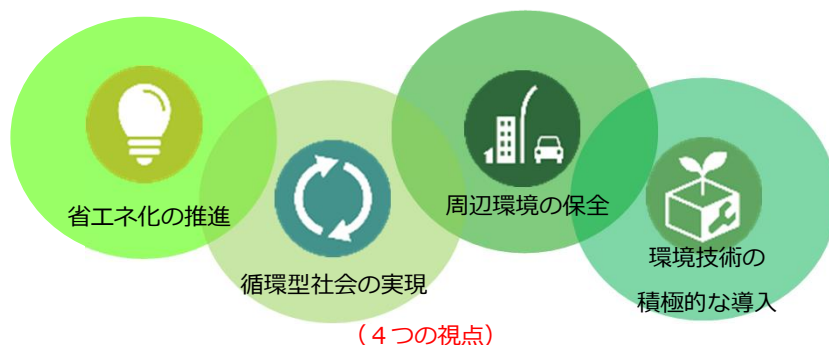 省エネ化の推進
循環型社会の実現
周辺環境の保全
環境技術の
積極的な導入
(4つの視点)